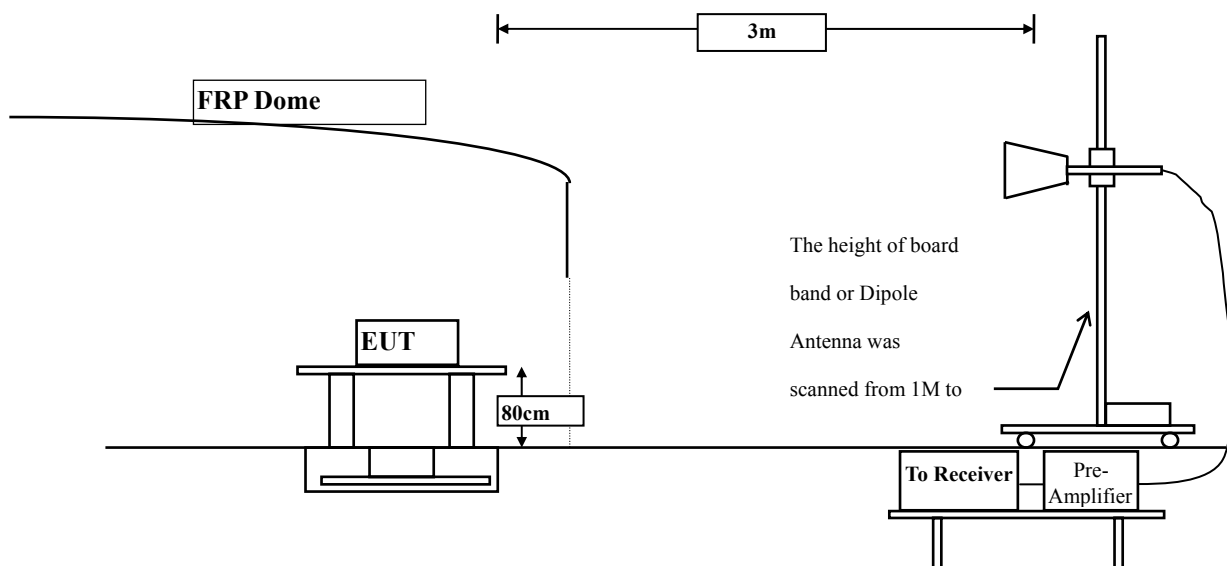 3m
FRP Dome
The height of board
band or Dipole
Antenna was
scanned from 1M to
EUT
80cm
To Receiver
Pre-
Amplifier